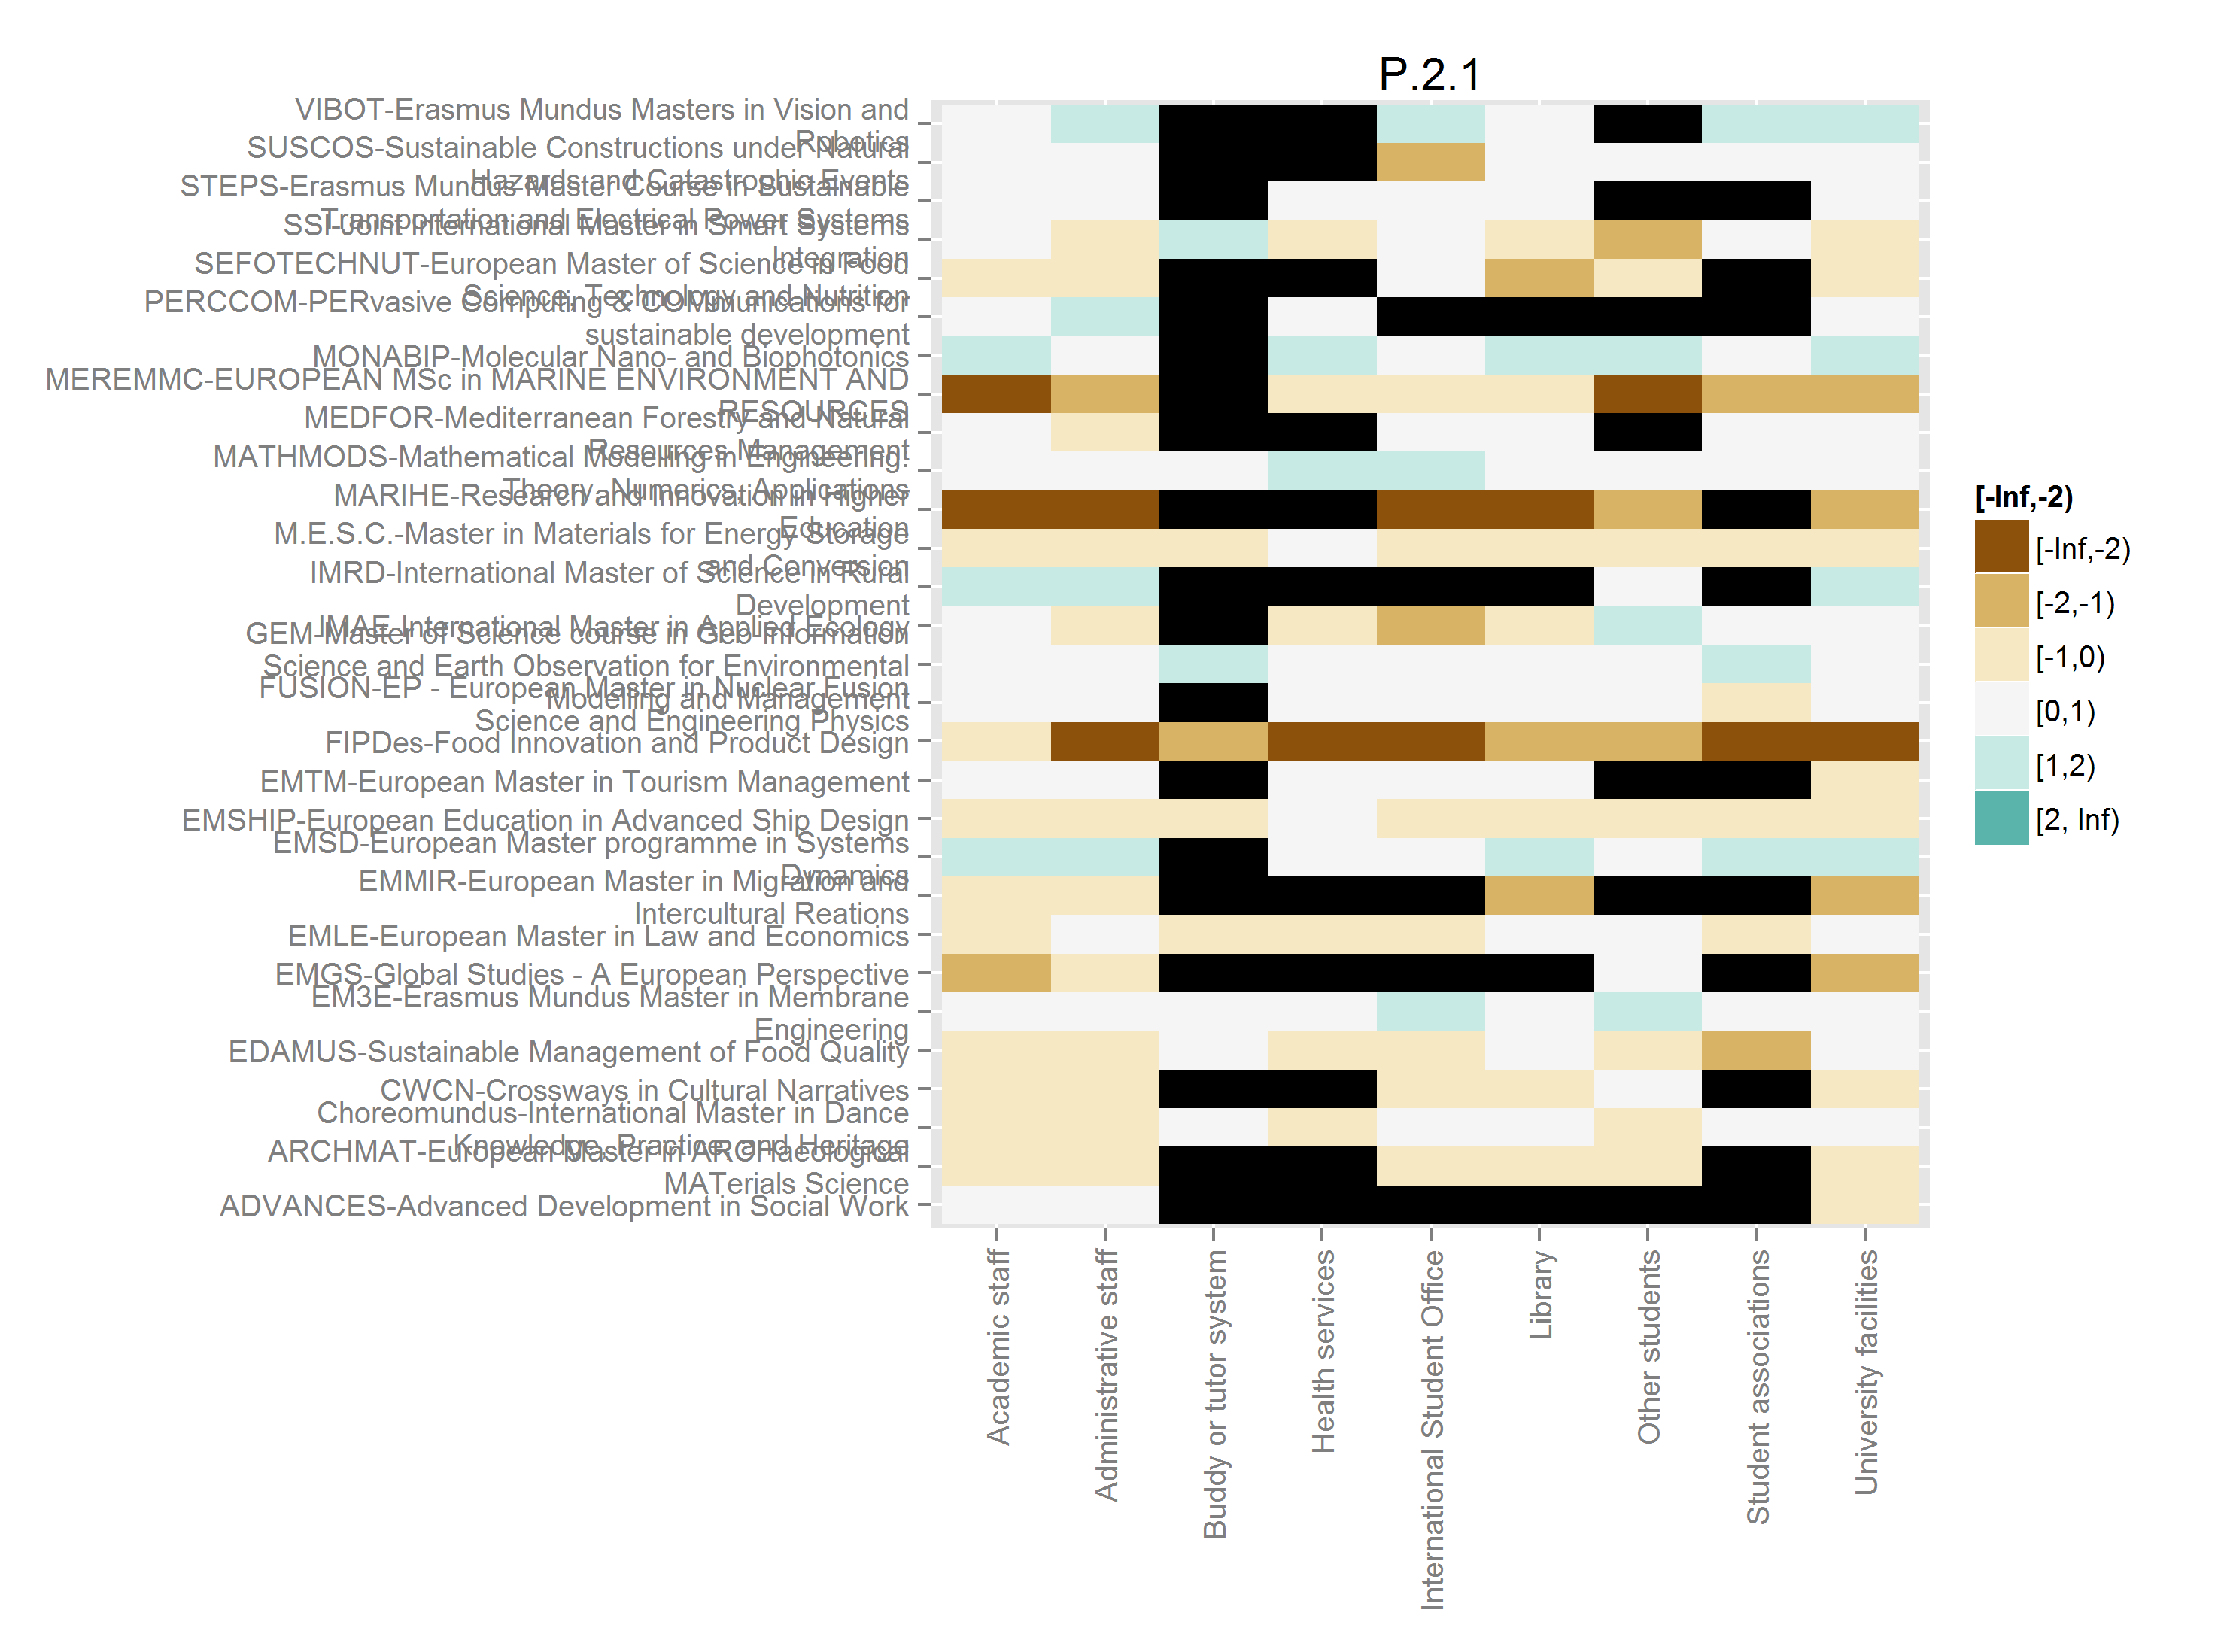 P.2.1
VIBOT-Erasmus Mundus Masters in Vision and
Robotics
SUSCOS-Sustainable Constructions under Natural
Hazards and Catastrophic Events
STEPS-Erasmus Mundus Master Course in Sustainable
Transportation and Electrical Power Systems
SSI-Joint International Master in Smart Systems
Integration
SEFOTECHNUT-European Master of Science in Food
Science, Technology and Nutrition
PERCCOM-PERvasive Computing & COMmunications for
sustainable development
MONABIP-Molecular Nano- and Biophotonics
MEREMMC-EUROPEAN MSc in MARINE ENVIRONMENT AND
RESOURCES
MEDFOR-Mediterranean Forestry and Natural
Resources Management
MATHMODS-Mathematical Modelling in Engineering:
Theory, Numerics, Applications
MARIHE-Research and Innovation in Higher
Education
M.E.S.C.-Master in Materials for Energy Storage
and Conversion
IMRD-International Master of Science in Rural
Development
IMAE-International Master in Applied Ecology
GEM-Master of Science course in Geo-Information
Science and Earth Observation for Environmental
Modelling and Management
FUSION-EP - European Master in Nuclear Fusion
Science and Engineering Physics
FIPDes-Food Innovation and Product Design
EMTM-European Master in Tourism Management
EMSHIP-European Education in Advanced Ship Design
EMSD-European Master programme in Systems
Dynamics
EMMIR-European Master in Migration and
Intercultural Reations
EMLE-European Master in Law and Economics
EMGS-Global Studies - A European Perspective
EM3E-Erasmus Mundus Master in Membrane
Engineering
EDAMUS-Sustainable Management of Food Quality
CWCN-Crossways in Cultural Narratives
Choreomundus-International Master in Dance
Knowledge, Practice, and Heritage
ARCHMAT-European Master in ARCHaeological
MATerials Science
ADVANCES-Advanced Development in Social Work
Academic staff
Administrative staff
Buddy or tutor system
Health services
International Student Office
Library
Other students
Student associations
University facilities
[-Inf,-2)
[-Inf,-2)
[-2,-1)
[-1,0)
[0,1)
[1,2)
[2, Inf)